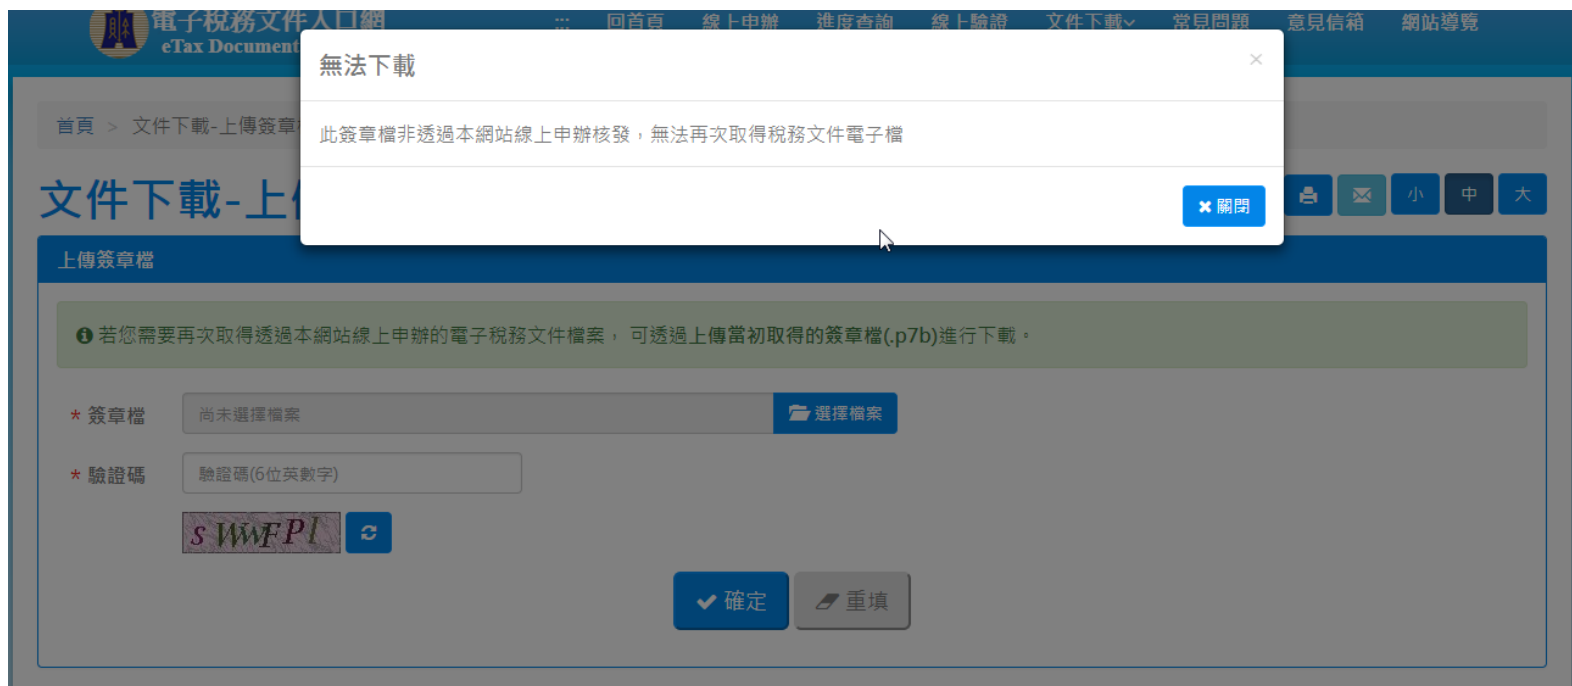 電子稅務文件入口網
eTax Document
:::
回首頁
線上申辦
進度查詢
線上驗證
文件下載
常見問題
意見信箱
網站導覽
無法下載
×
此簽章檔非透過本網站線上申辦核發，無法再次取得稅務文件電子檔
關閉
首頁 > 文件下載-上傳簽章
文件下載-上傳
小 中 大
上傳簽章檔
若您需要再次取得透過本網站線上申辦的電子稅務文件檔案， 可透過上傳當初取得的簽章檔(.p7b)進行下載。
* 簽章檔
尚未選擇檔案
選擇檔案
* 驗證碼
驗證碼(6位英數字)
確定
重填